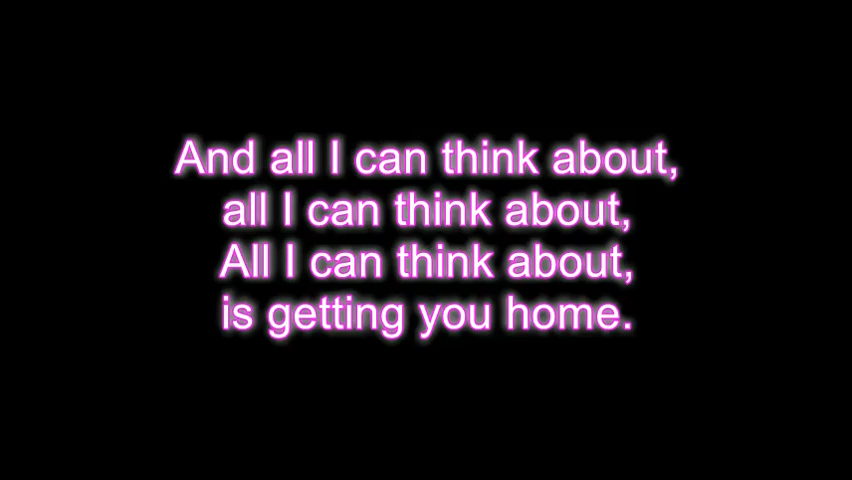 And all I can think about,
all I can think about,
All I can think about,
is getting you home.